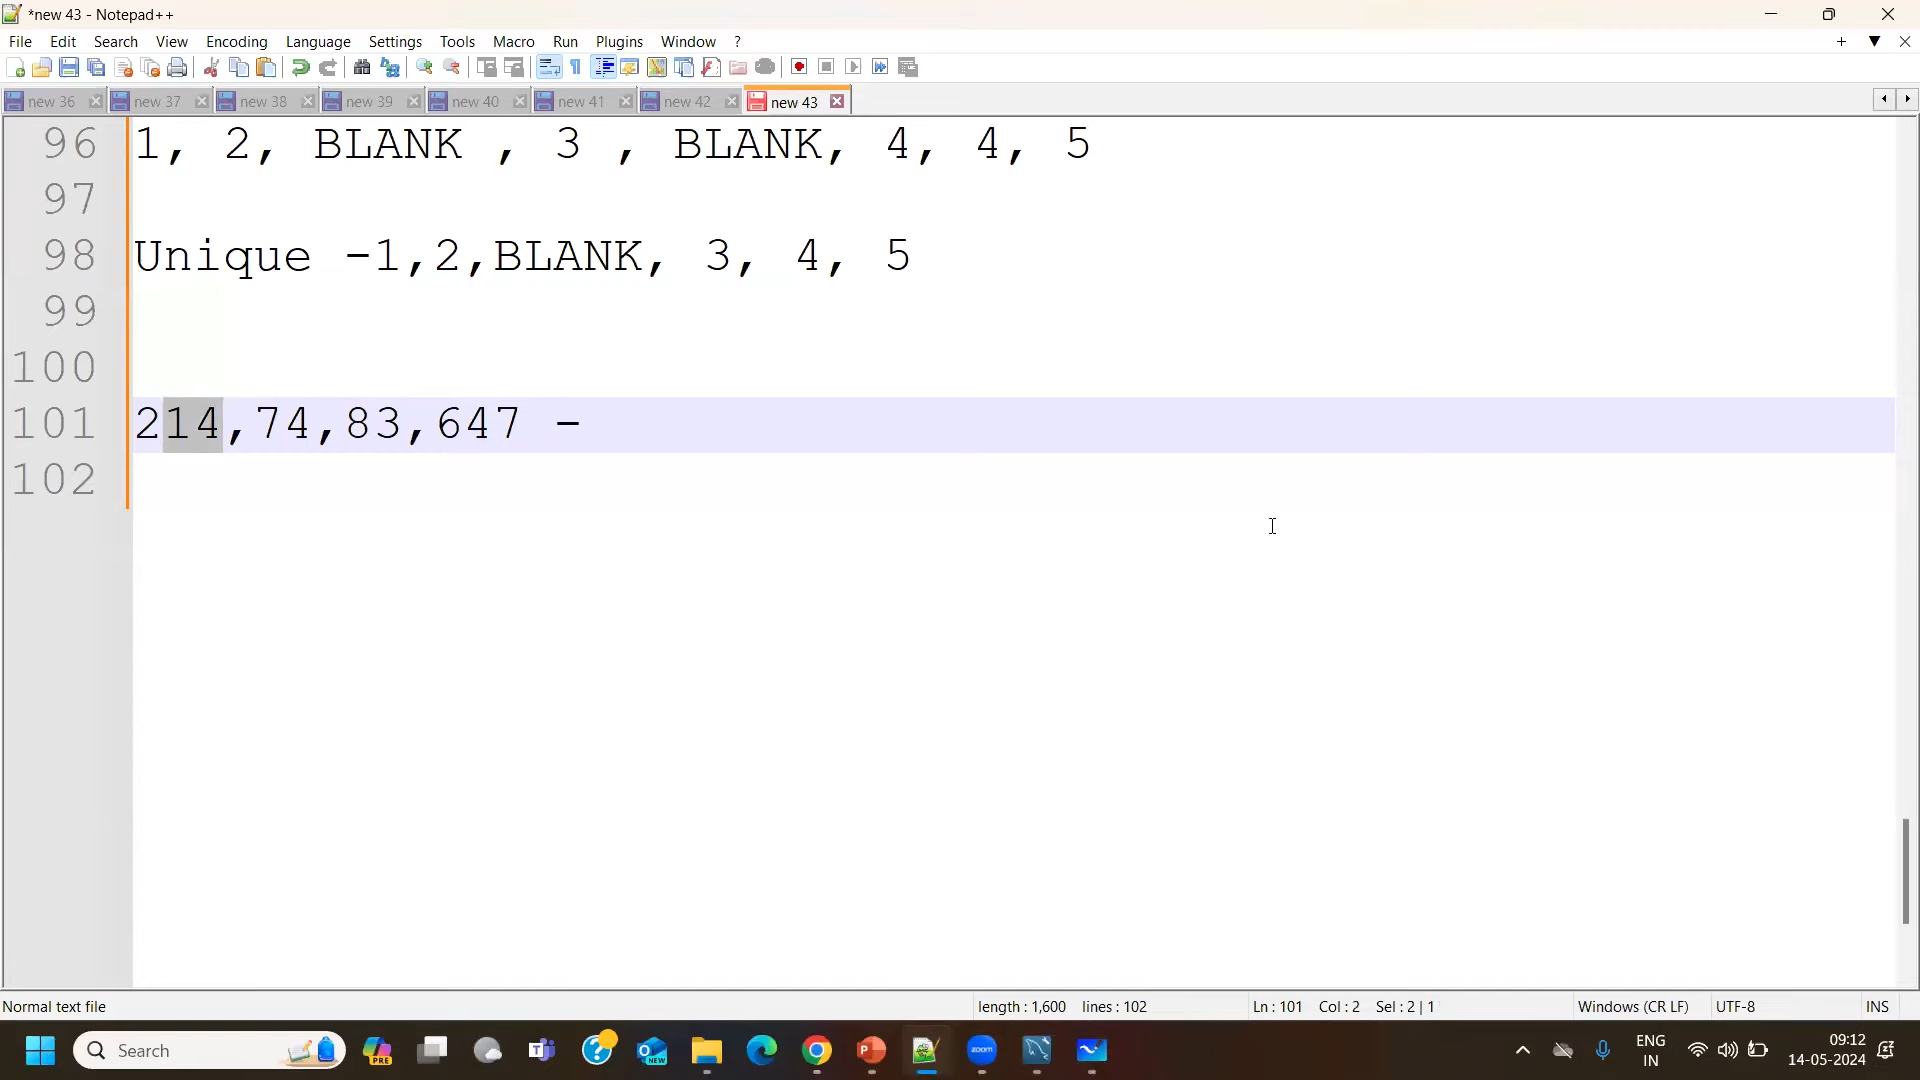 *new 43 - Notepad++
File Edit Search View Encoding Language Settings Tools Macro Run Plugins Window ?
new 36 new 37 new 38 new 39 new 40 new 41 new 42 new 43
96 1, 2, BLANK , 3 , BLANK, 4, 4, 5
97
98 Unique -1,2,BLANK, 3, 4, 5
99
100
101 214,74,83,647 -
102
Normal text file length : 1,600 lines : 102 Ln : 101 Col : 2 Sel : 2 | 1 Windows (CR LF) UTF-8 INS
Search PRE NEW zoom ENG 09:12
IN 14-05-2024